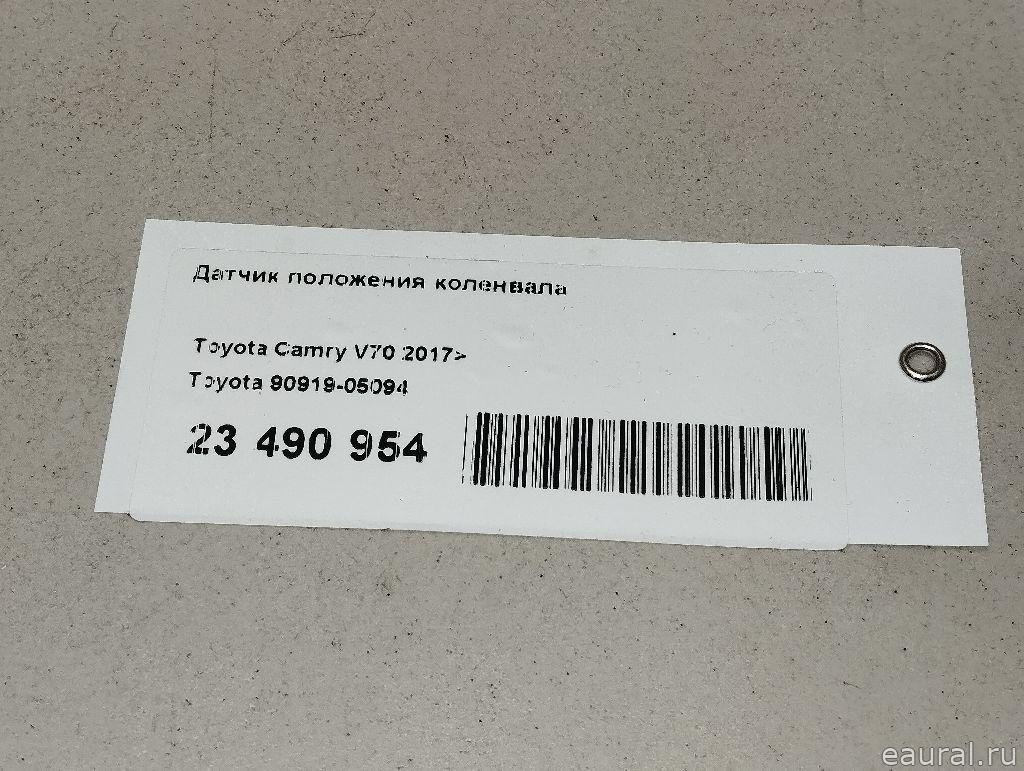 Датчик положения коленвала
Toyota Camry V70 2017>
Toyota 90919-05094
23 490 954
eaural.ru